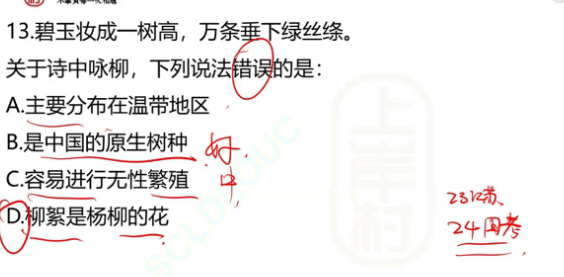 13.碧玉妆成一树高，万条垂下绿丝绦。
关于诗中咏柳，下列说法错误的是：
A.主要分布在温带地区
B.是中国的原生树种
好
C.容易进行无性繁殖
中
D.柳絮是杨柳的花
23江苏、
24国考
上岸村